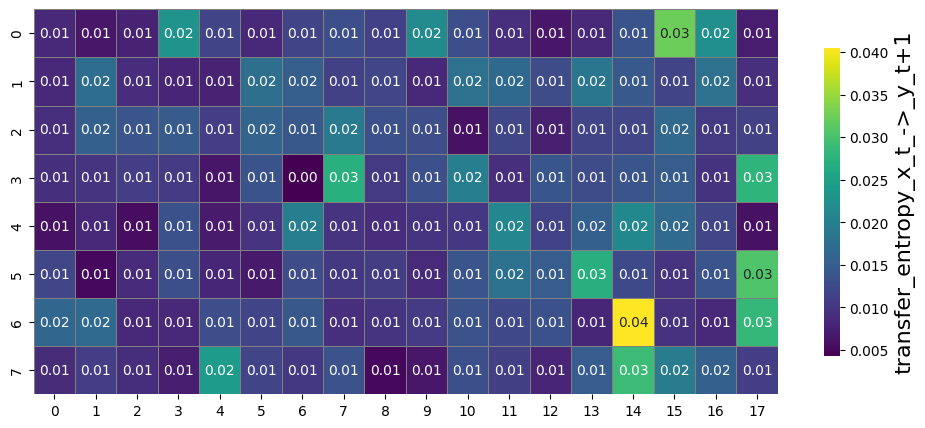 0 0.01 0.01 0.01 0.02 0.01 0.01 0.01 0.01 0.01 0.02 0.01 0.01 0.01 0.01 0.01 0.03 0.02 0.01
1 0.01 0.02 0.01 0.01 0.01 0.02 0.02 0.01 0.01 0.01 0.02 0.02 0.01 0.02 0.01 0.01 0.02 0.01
2 0.01 0.02 0.01 0.01 0.01 0.02 0.01 0.02 0.01 0.01 0.01 0.01 0.01 0.01 0.01 0.02 0.01 0.01
3 0.01 0.01 0.01 0.01 0.01 0.01 0.00 0.03 0.01 0.01 0.02 0.01 0.01 0.01 0.01 0.01 0.01 0.03
4 0.01 0.01 0.01 0.01 0.01 0.01 0.02 0.01 0.01 0.01 0.01 0.02 0.01 0.02 0.02 0.02 0.01 0.01
5 0.01 0.01 0.01 0.01 0.01 0.01 0.01 0.01 0.01 0.01 0.01 0.02 0.01 0.03 0.01 0.01 0.01 0.03
6 0.02 0.02 0.01 0.01 0.01 0.01 0.01 0.01 0.01 0.01 0.01 0.01 0.01 0.01 0.04 0.01 0.01 0.03
7 0.01 0.01 0.01 0.01 0.02 0.01 0.01 0.01 0.01 0.01 0.01 0.01 0.01 0.01 0.03 0.02 0.02 0.01
0 1 2 3 4 5 6 7 8 9 10 11 12 13 14 15 16 17
0.040
0.035
0.030
0.025
0.020
0.015
0.010
0.005
transfer_entropy_x_t_->_y_t+1